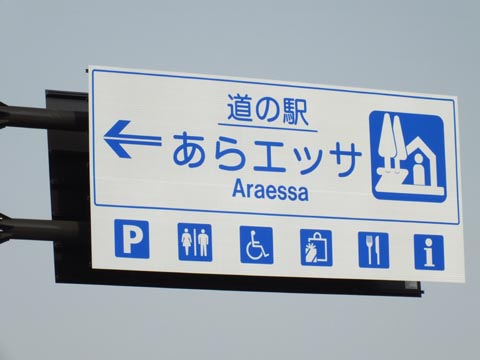 道の駅
あらエッサ
Araessa
P
i